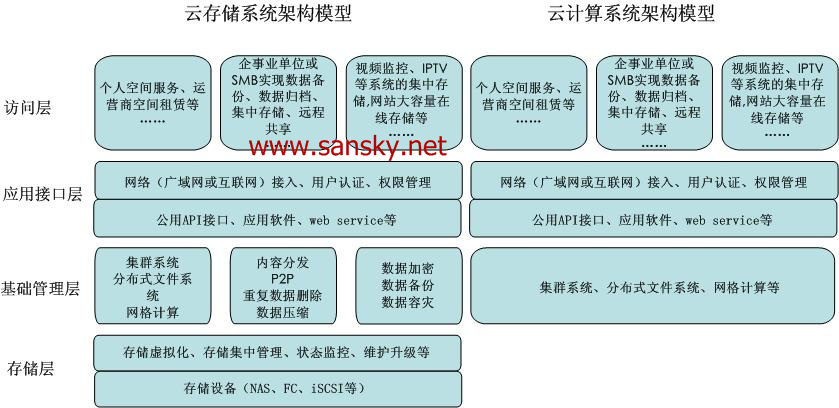 云存储系统架构模型
云计算系统架构模型
访问层
个人空间服务、运
营商空间租赁等
……
企事业单位或
SMB实现数据备
份、数据归档、
集中存储、远程
共享
……
视频监控、IPTV
等系统的集中存
储,网站大容量在
线存储等
……
个人空间服务、运
营商空间租赁等
……
企事业单位或
SMB实现数据备
份、数据归档、
集中存储、远程
共享
……
视频监控、IPTV
等系统的集中存
储,网站大容量在
线存储等
……
www.sansky.net
应用接口层
网络（广域网或互联网）接入、用户认证、权限管理
公用API接口、应用软件、web service等
网络（广域网或互联网）接入、用户认证、权限管理
公用API接口、应用软件、web service等
基础管理层
集群系统
分布式文件系
统
网格计算
内容分发
P2P
重复数据删除
数据压缩
数据加密
数据备份
数据容灾
集群系统、分布式文件系统、网格计算等
存储层
存储虚拟化、存储集中管理、状态监控、维护升级等
存储设备（NAS、FC、iSCSI等）